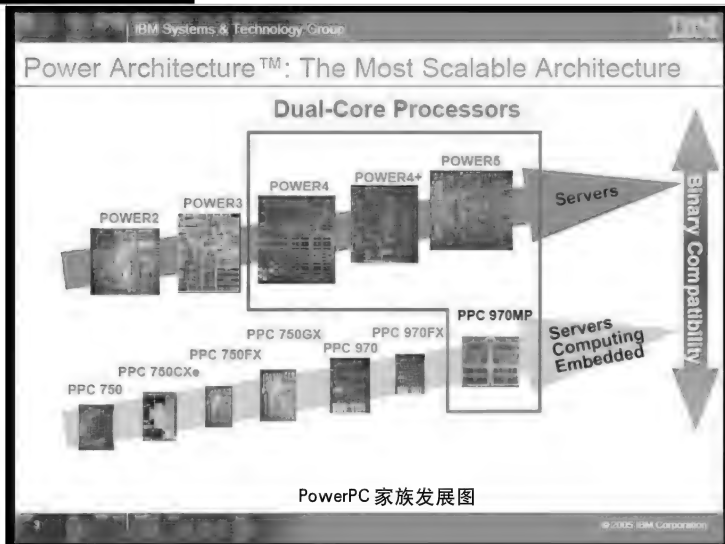 IBM Systems & Technology Group
IBM
Power Architecture™: The Most Scalable Architecture
Dual-Core Processors
POWER2
POWER3
POWER4
POWER4+
POWER5
Servers
Binary Compatibility
PPC 750
PPC 750CXe
PPC 750FX
PPC 750GX
PPC 970
PPC 970FX
PPC 970MP
Servers
Computing
Embedded
PowerPC 家族发展图
© 2005 IBM Corporation